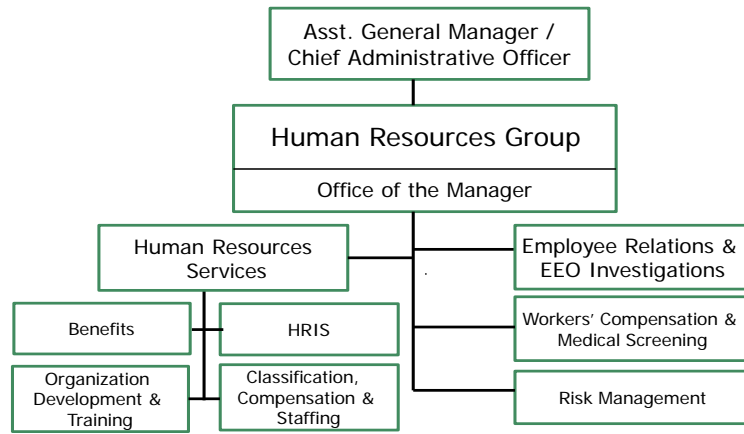 Asst. General Manager /
Chief Administrative Officer
Human Resources Group
Office of the Manager
Human Resources
Services
Employee Relations &
EEO Investigations
Benefits
HRIS
Workers' Compensation &
Medical Screening
Organization
Development &
Training
Classification,
Compensation &
Staffing
Risk Management